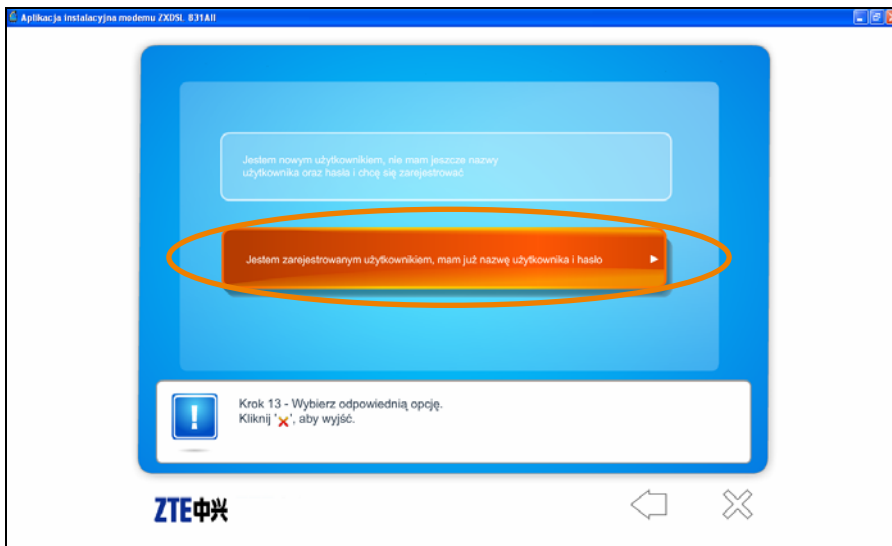 Aplikacja instalacyjna modemu ZXDSL 831AII
Jestem nowym użytkownikiem, nie mam jeszcze nazwy
użytkownika oraz hasła i chcę się zarejestrować
Jestem zarejestrowanym użytkownikiem, mam już nazwę użytkownika i hasło
Krok 13 - Wybierz odpowiednią opcję.
Kliknij 'X', aby wyjść.
ZTE中兴